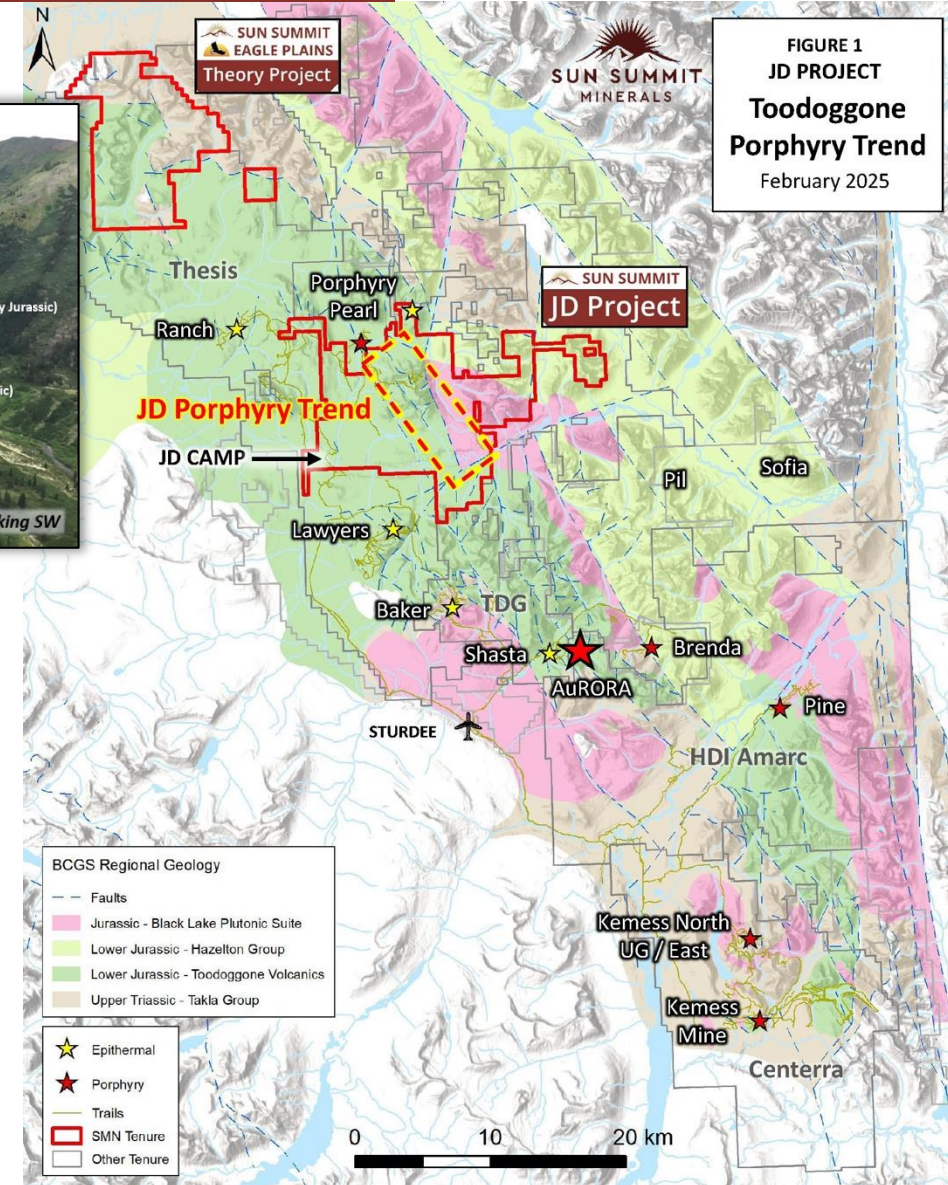 N
SUN SUMMIT
EAGLE PLAINS
Theory Project
SUN SUMMIT
MINERALS
FIGURE 1
JD PROJECT
Toodoggone
Porphyry Trend
February 2025
Jurassic)
king SW
Thesis
Ranch
Porphyry
Pearl
SUN SUMMIT
JD Project
JD Porphyry Trend
JD CAMP
Pil
Sofia
Lawyers
Baker
TDG
Shasta
AuRORA
Brenda
Pine
STURDEE
HDI Amarc
BCGS Regional Geology
Faults
Jurassic - Black Lake Plutonic Suite
Lower Jurassic - Hazelton Group
Lower Jurassic - Toodoggone Volcanics
Upper Triassic - Takla Group
Kemess North
UG / East
Kemess
Mine
Centerra
Epithermal
Porphyry
Trails
SMN Tenure
Other Tenure
0 10 20 km